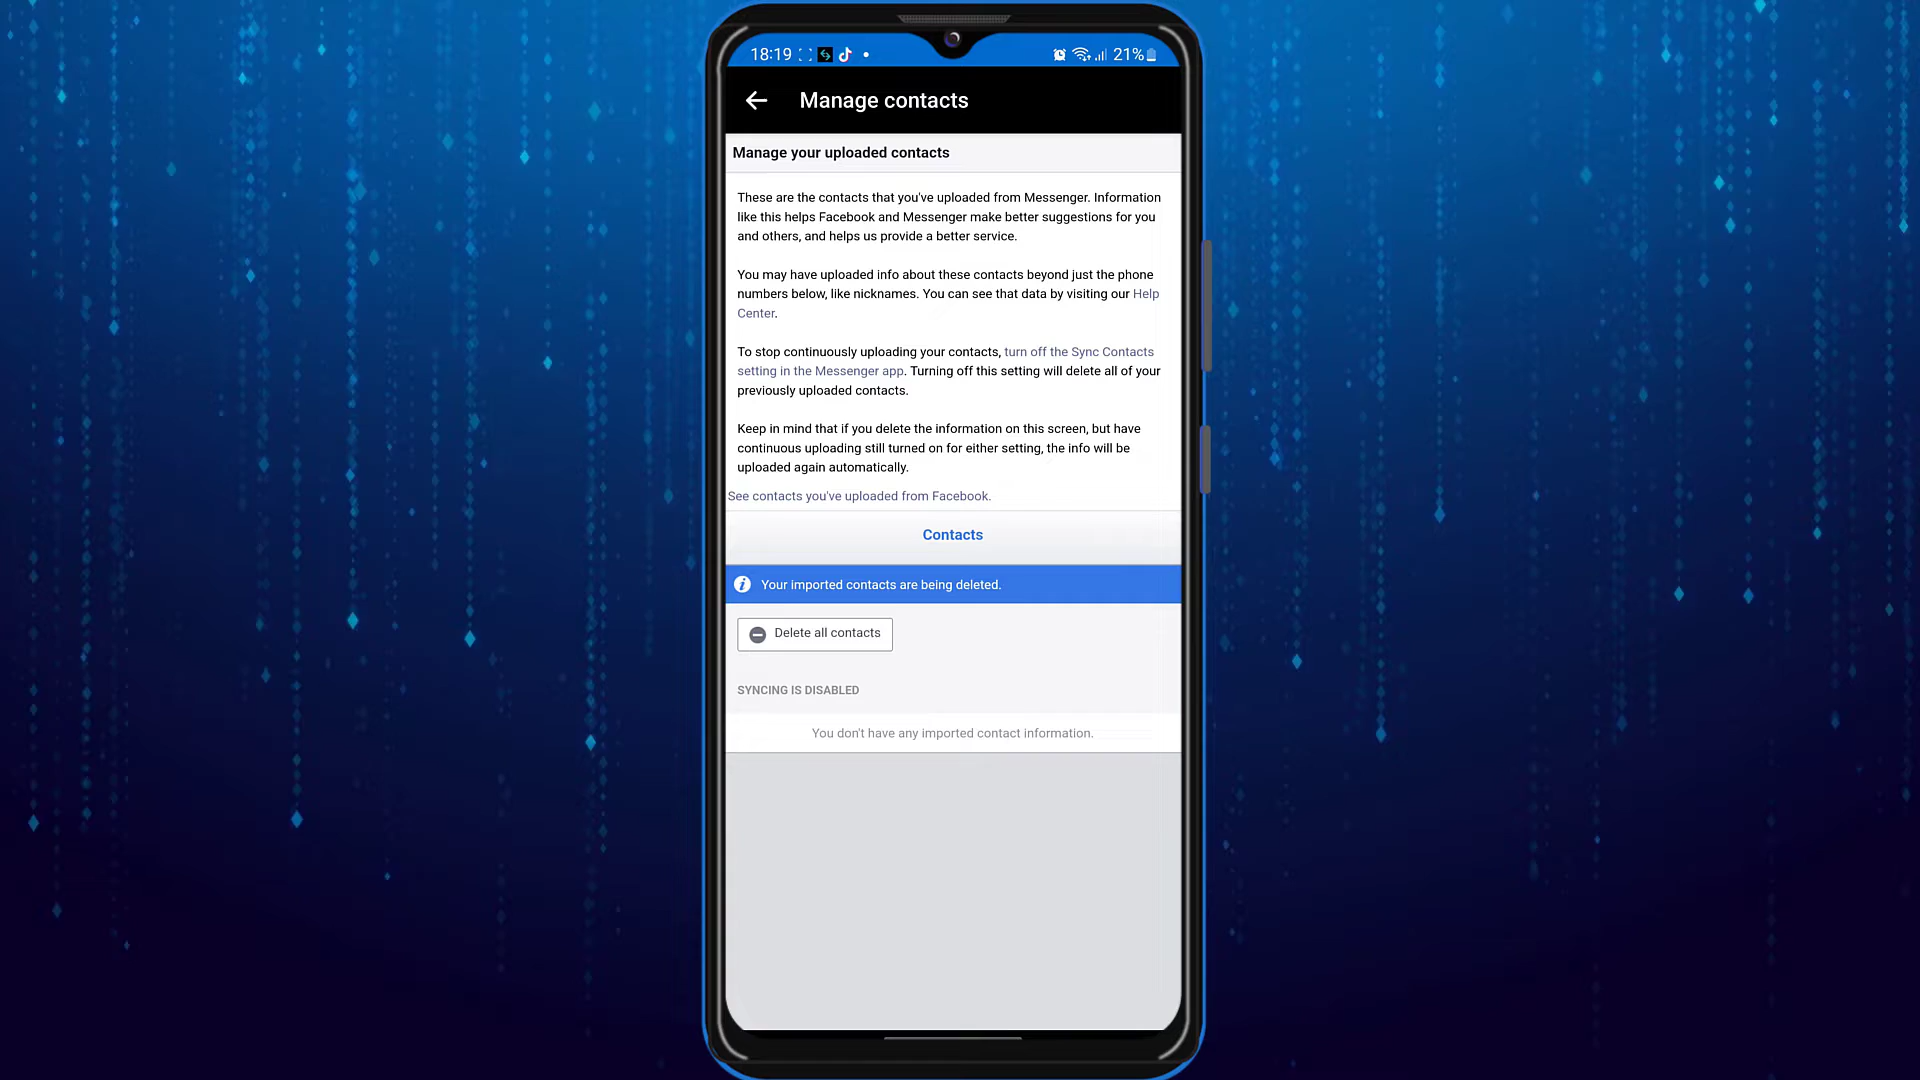 18:19
21%
Manage contacts
Manage your uploaded contacts
These are the contacts that you've uploaded from Messenger. Information
like this helps Facebook and Messenger make better suggestions for you
and others, and helps us provide a better service.
You may have uploaded info about these contacts beyond just the phone
numbers below, like nicknames. You can see that data by visiting our Help
Center.
To stop continuously uploading your contacts, turn off the Sync Contacts
setting in the Messenger app. Turning off this setting will delete all of your
previously uploaded contacts.
Keep in mind that if you delete the information on this screen, but have
continuous uploading still turned on for either setting, the info will be
uploaded again automatically.
See contacts you've uploaded from Facebook.
Contacts
Your imported contacts are being deleted.
Delete all contacts
SYNCING IS DISABLED
You don't have any imported contact information.